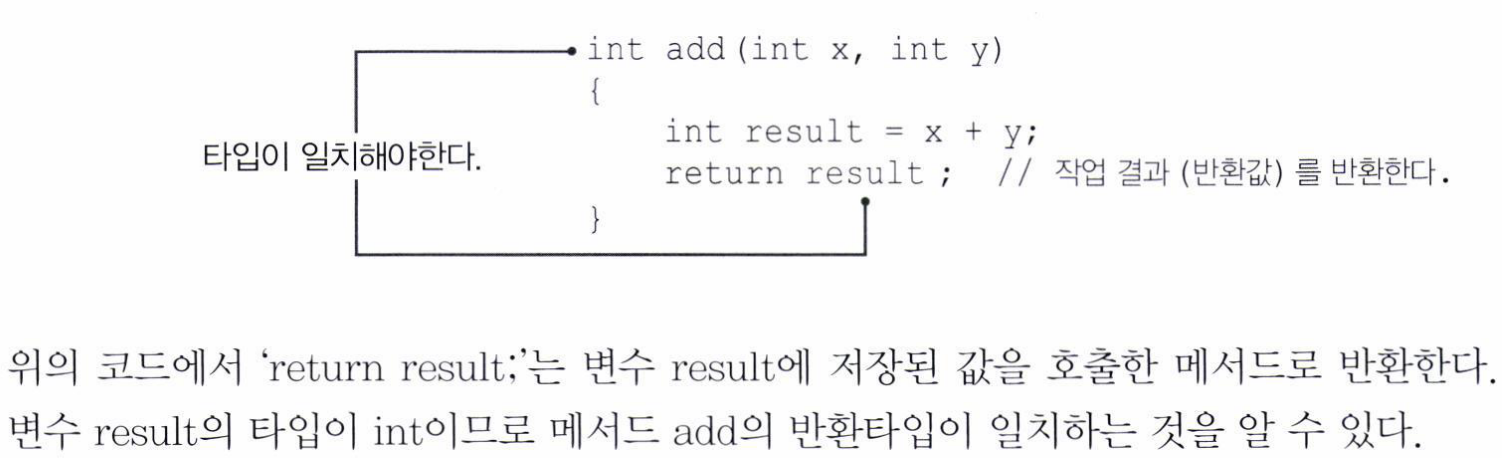 int add (int x, int y)
{
int result = x + y;
타입이 일치해야한다.
return result ; // 작업 결과 (반환값) 를 반환한다.
}
위의 코드에서 ‘return result;’는 변수 result에 저장된 값을 호출한 메서드로 반환한다.
변수 result의 타입이 int이므로 메서드 add의 반환타입이 일치하는 것을 알 수 있다.